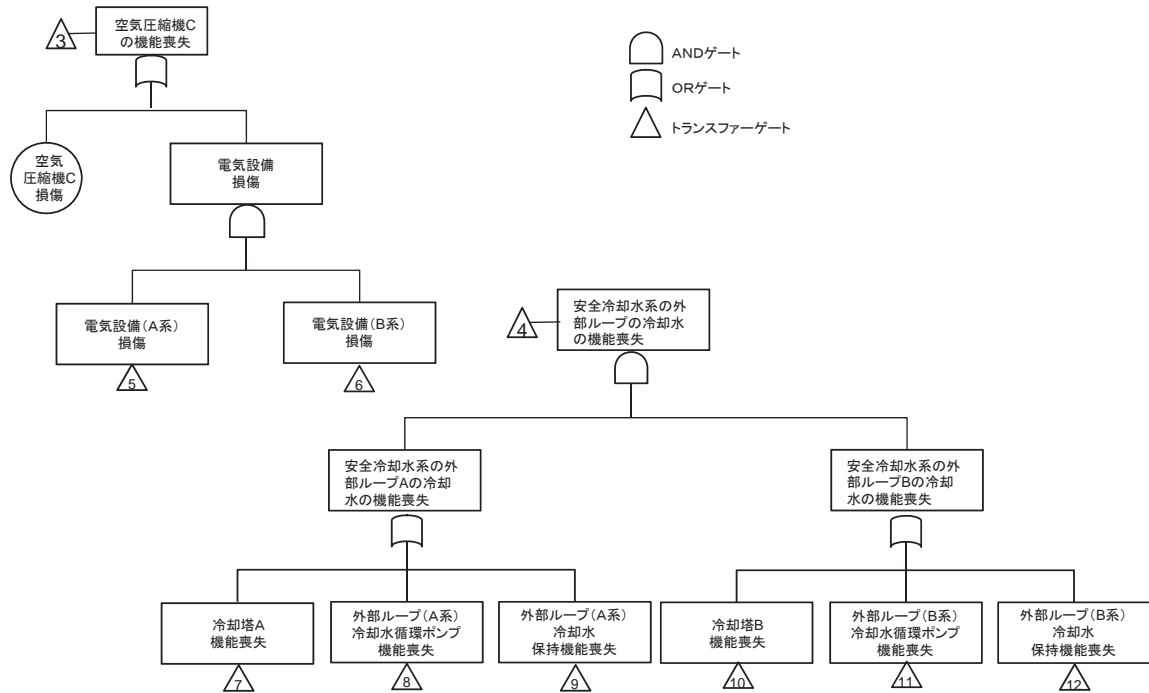 3
空気圧縮機C
の機能喪失
ANDゲート
ORゲート
トランスファーゲート
空気
圧縮機C
損傷
電気設備
損傷
電気設備(A系)
損傷
5
電気設備(B系)
損傷
6
4
安全冷却水系の外
部ループの冷却水
の機能喪失
安全冷却水系の外
部ループAの冷却
水の機能喪失
安全冷却水系の外
部ループBの冷却
水の機能喪失
冷却塔A
機能喪失
7
外部ループ(A系)
冷却水循環ポンプ
機能喪失
8
外部ループ(A系)
冷却水
保持機能喪失
9
冷却塔B
機能喪失
10
外部ループ(B系)
冷却水循環ポンプ
機能喪失
11
外部ループ(B系)
冷却水
保持機能喪失
12